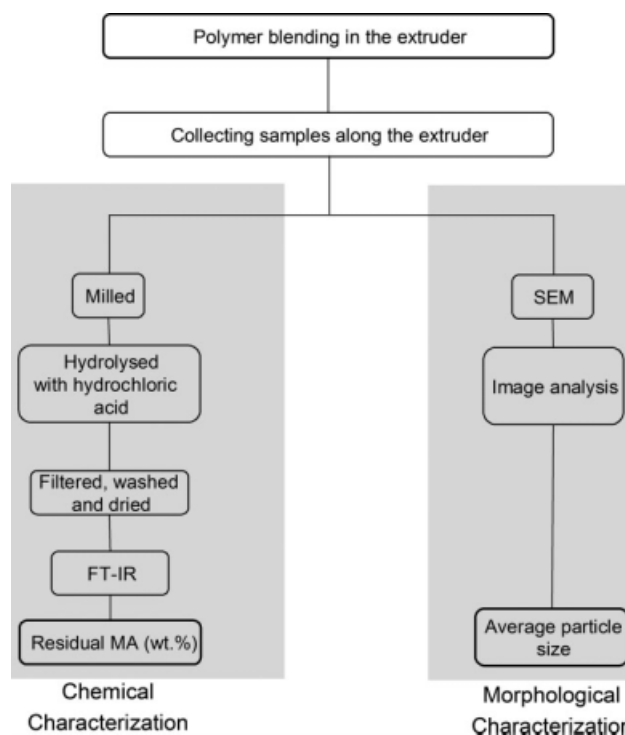 Polymer blending in the extruder
Collecting samples along the extruder
Milled
Hydrolysed
with hydrochloric
acid
Filtered, washed
and dried
FT-IR
Residual MA (wt.%)
Chemical
Characterization
SEM
Image analysis
Average particle
size
Morphological
Characterization